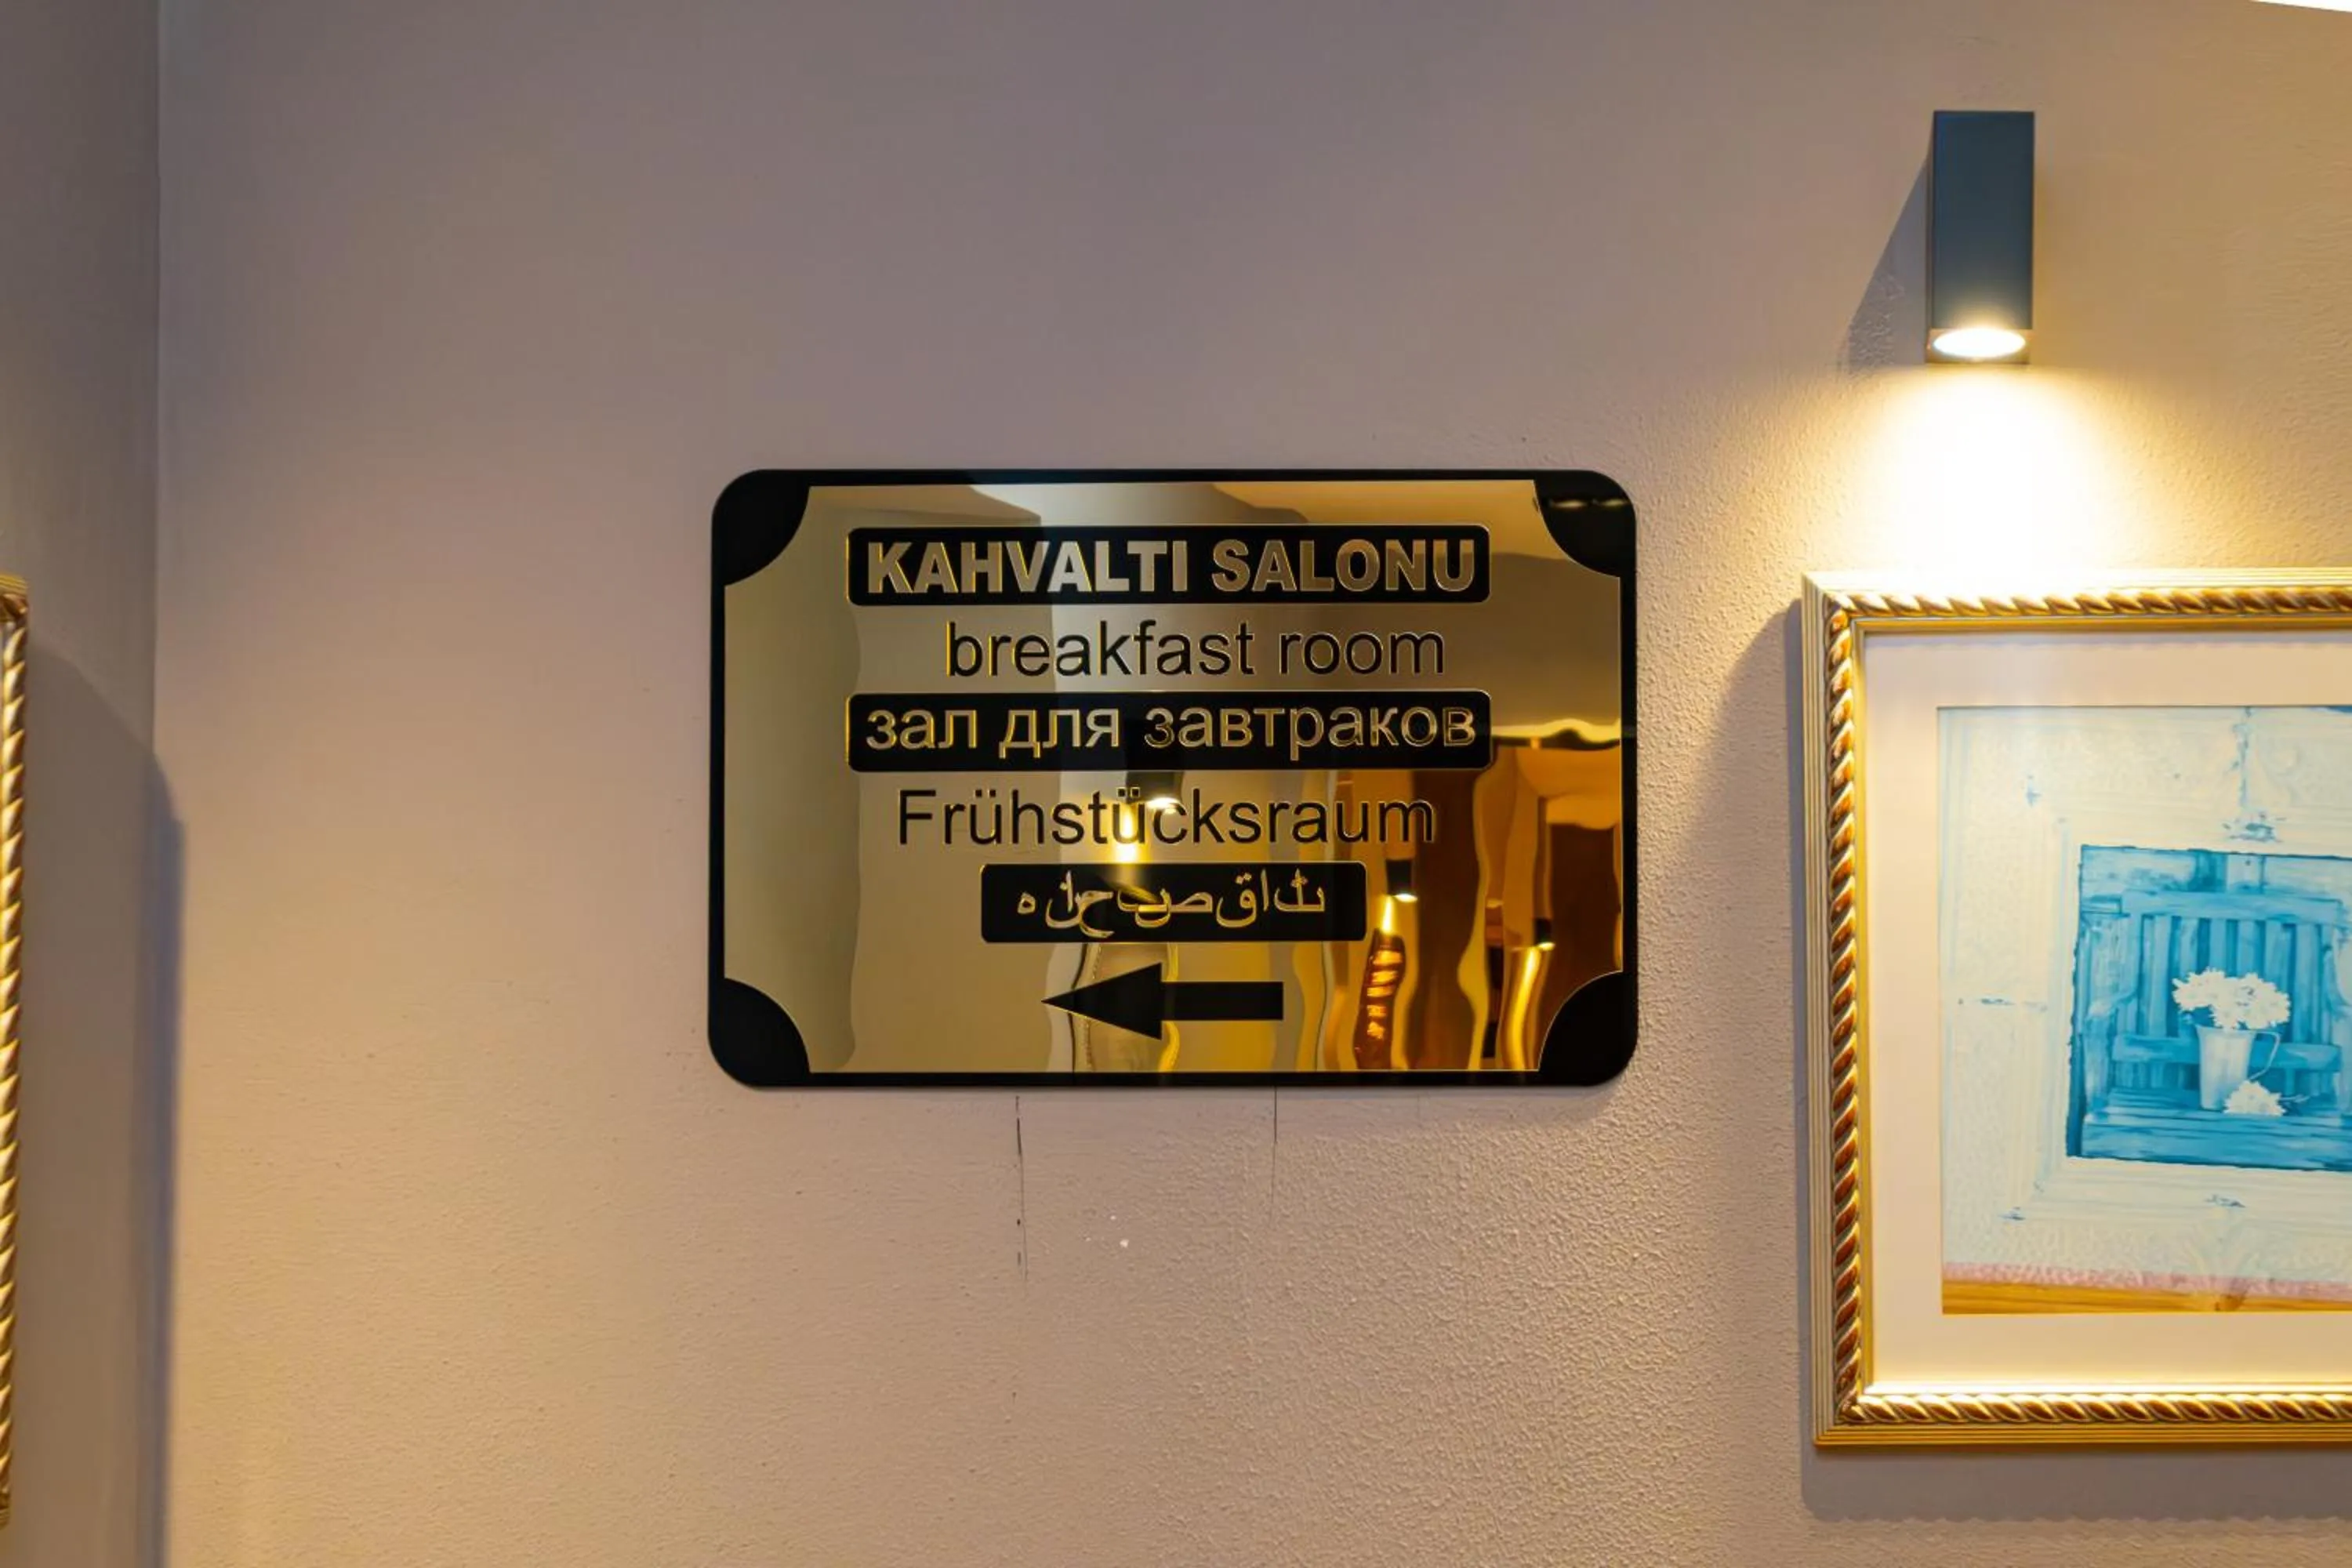 KAHVALTI SALONU
breakfast room
зал для завтраков
Frühstücksraum